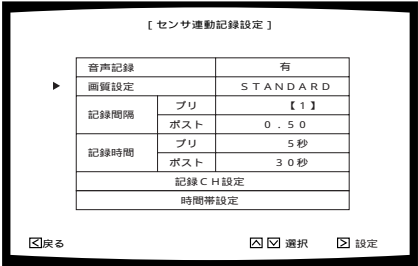 [センサ連動記録設定]
音声記録 有
▶ 画質設定 STANDARD
記録間隔 プリ 【1】
ポスト 0.50
記録時間 プリ 5秒
ポスト 30秒
記録CH設定
時間帯設定
戻る 選択 設定